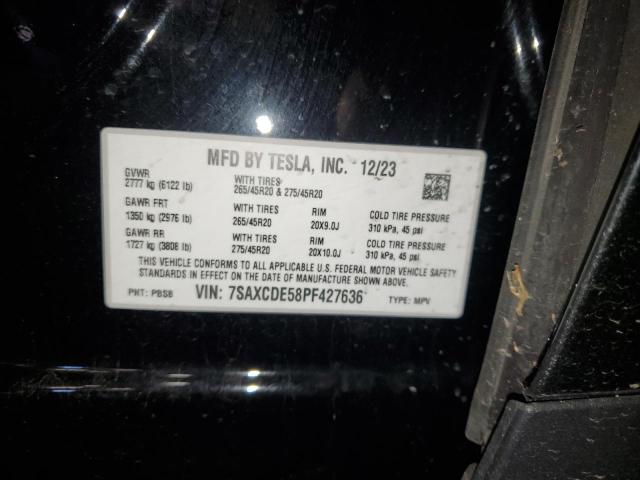 MFD BY TESLA, INC. 12/23
GVWR
2777 kg (6122 lb)
WITH TIRES
265/45R20 & 275/45R20
GAWR FRT
1350 kg (2976 lb)
WITH TIRES
265/45R20
RIM
20X9.0J
COLD TIRE PRESSURE
310 kPa, 45 psi
GAWR RR
1727 kg (3808 lb)
WITH TIRES
275/45R20
RIM
20X10.0J
COLD TIRE PRESSURE
310 kPa, 45 psi
THIS VEHICLE CONFORMS TO ALL APPLICABLE U.S. FEDERAL MOTOR VEHICLE SAFETY
STANDARDS IN EFFECT ON THE DATE OF MANUFACTURE SHOWN ABOVE.
PNT: PBSB VIN: 7SAXCDE58PF427636 TYPE: MPV